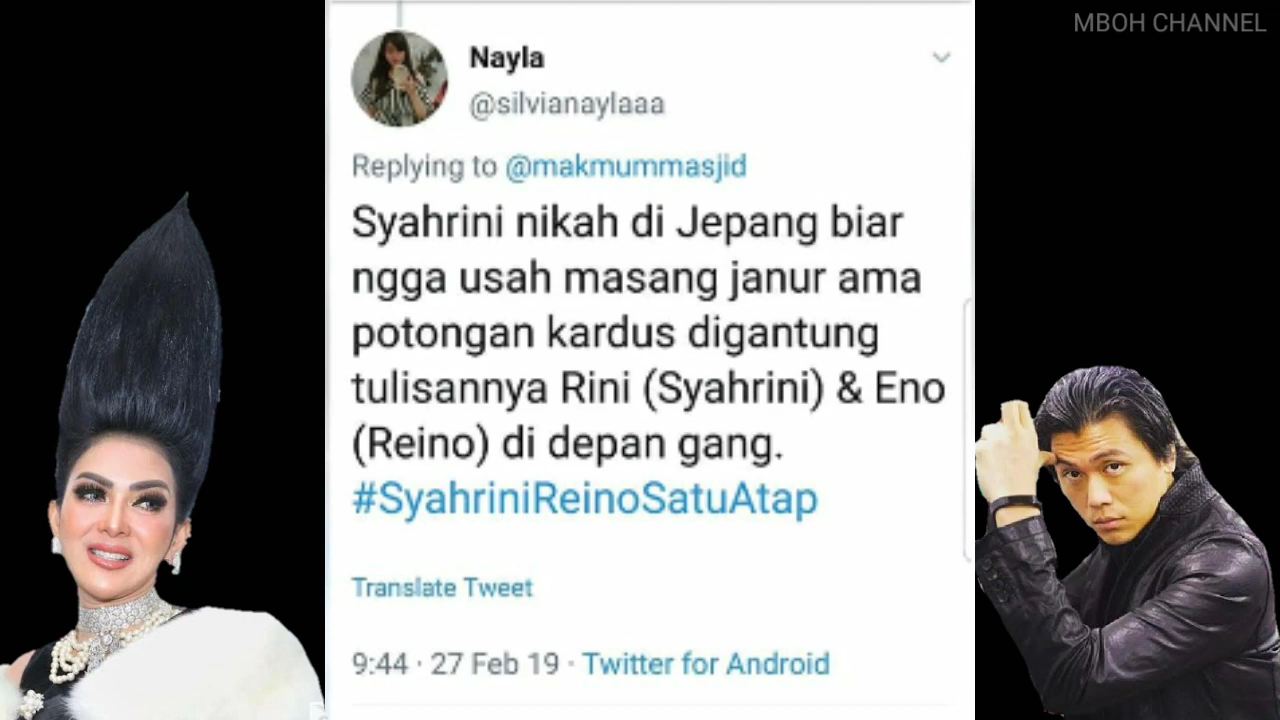 MBOH CHANNEL
Nayla
@silvianaylaaa
Replying to @makmummasjid
Syahrini nikah di Jepang biar
ngga usah masang janur ama
potongan kardus digantung
tulisannya Rini (Syahrini) & Eno
(Reino) di depan gang.
#SyahriniReinoSatuAtap
Translate Tweet
9:44 · 27 Feb 19 · Twitter for Android